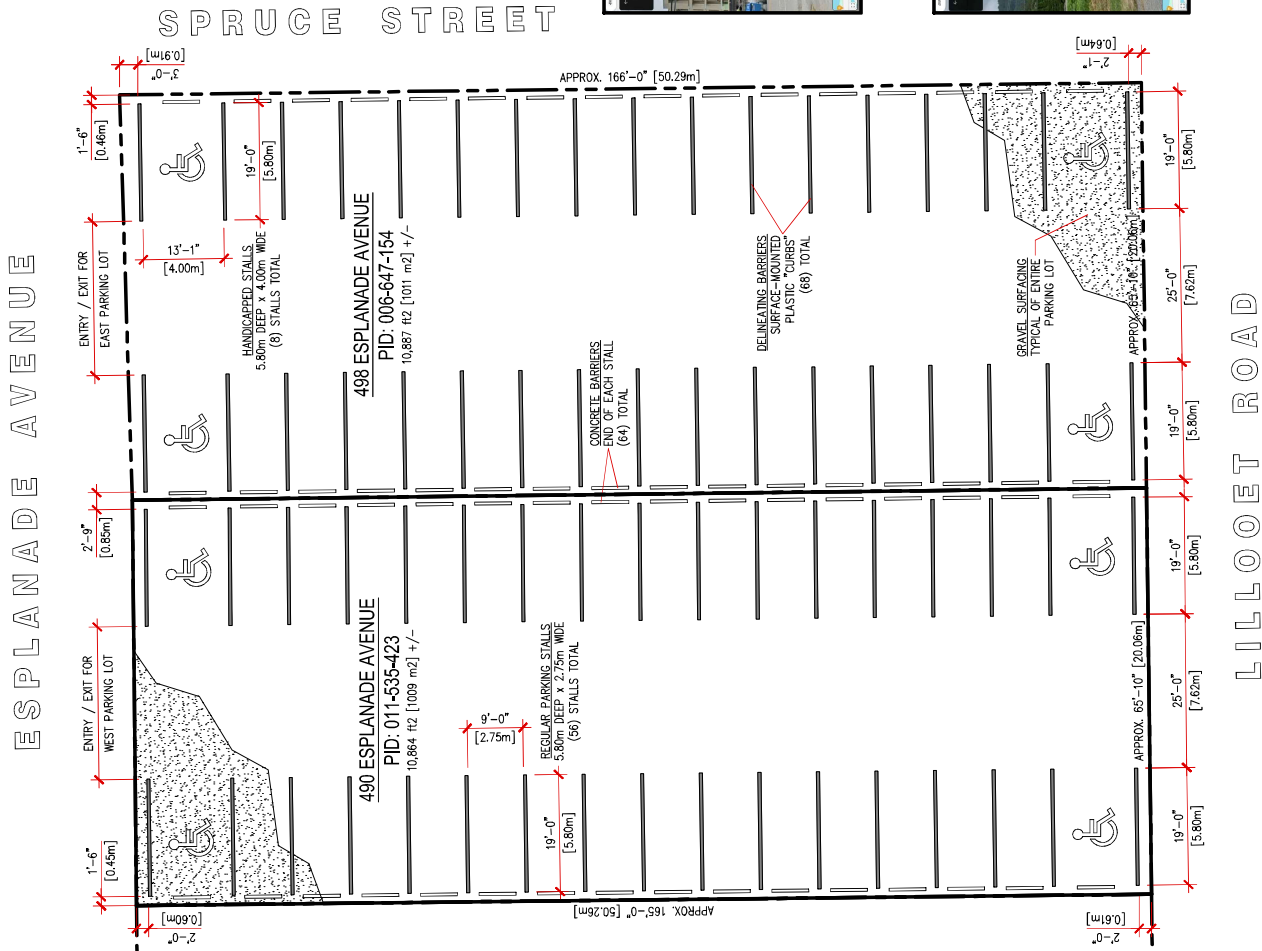 SPRUCE STREET
ESPLANADE AVENUE
LILLOOET ROAD
3'-0"
[0.91m]
APPROX. 166'-0" [50.29m]
2'-1"
[0.64m]
1'-6"
[0.46m]
19'-0"
[5.80m]
19'-0"
[5.80m]
ENTRY / EXIT FOR
EAST PARKING LOT
13'-1"
[4.00m]
HANDICAPPED STALLS
5.80m DEEP x 4.00m WIDE
(8) STALLS TOTAL
498 ESPLANADE AVENUE
PID: 006-647-154
10,887 ft2 [1011 m2] +/-
DELINEATING BARRIERS
SURFACE-MOUNTED
PLASTIC "CURBS"
(68) TOTAL
GRAVEL SURFACING
TYPICAL OF ENTIRE
PARKING LOT
APPROX. 65'-10" [20.06m]
25'-0"
[7.62m]
CONCRETE BARRIERS
END OF EACH STALL
(64) TOTAL
19'-0"
[5.80m]
2'-9"
[0.85m]
19'-0"
[5.80m]
ENTRY / EXIT FOR
WEST PARKING LOT
490 ESPLANADE AVENUE
PID: 011-535-423
10,864 ft2 [1009 m2] +/-
9'-0"
[2.75m]
REGULAR PARKING STALLS
5.80m DEEP x 2.75m WIDE
(56) STALLS TOTAL
APPROX. 65'-10" [20.06m]
25'-0"
[7.62m]
1'-6"
[0.45m]
19'-0"
[5.80m]
19'-0"
[5.80m]
2'-0"
[0.60m]
APPROX. 165'-0" [50.26m]
2'-0"
[0.61m]